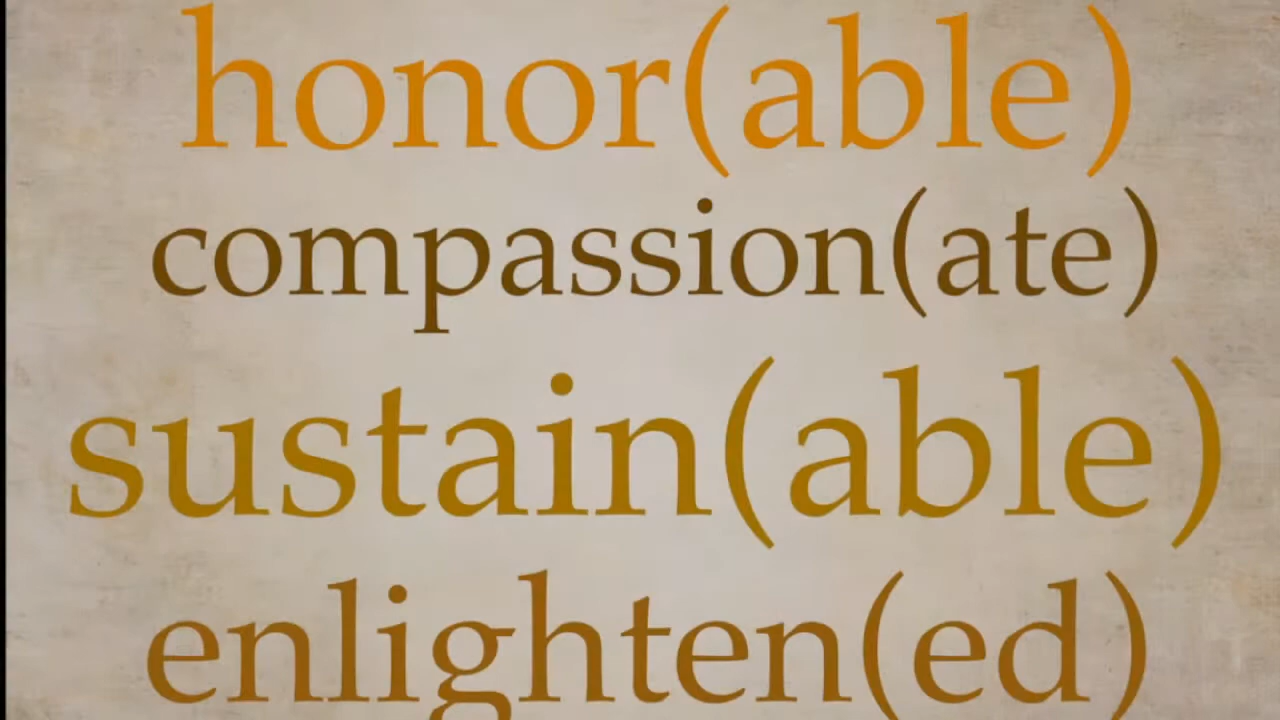 honor(able)
compassion(ate)
sustain(able)
enlighten(ed)